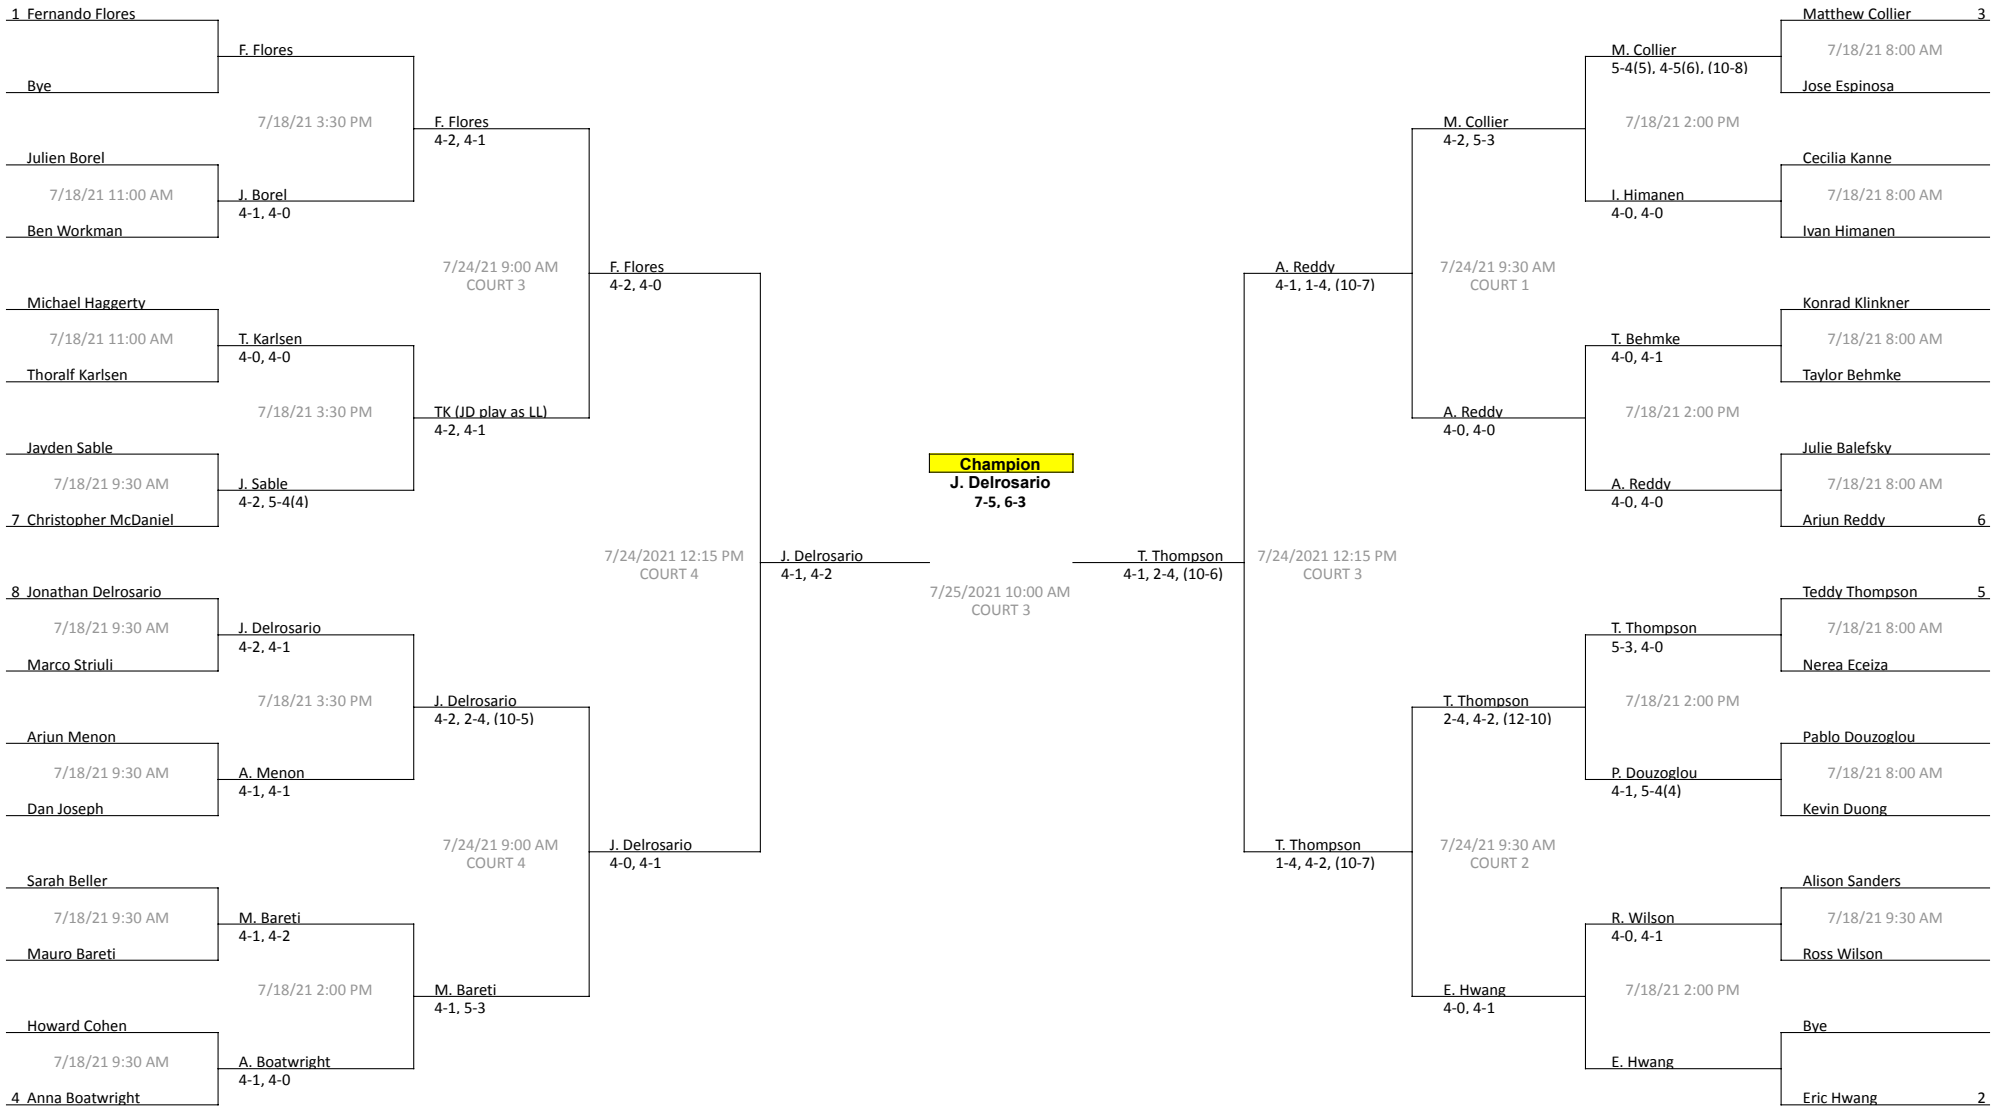 1 Fernando Flores
F. Flores
Bye
7/18/21 3:30 PM
F. Flores
4-2, 4-1
Julien Borel
7/18/21 11:00 AM
J. Borel
4-1, 4-0
Ben Workman
7/24/21 9:00 AM
COURT 3
F. Flores
4-2, 4-0
Michael Haggerty
7/18/21 11:00 AM
T. Karlsen
4-0, 4-0
Thoralf Karlsen
7/18/21 3:30 PM
TK (JD play as LL)
4-2, 4-1
Jayden Sable
7/18/21 9:30 AM
J. Sable
4-2, 5-4(4)
7 Christopher McDaniel
7/24/2021 12:15 PM
COURT 4
J. Delrosario
4-1, 4-2
8 Jonathan Delrosario
7/18/21 9:30 AM
J. Delrosario
4-2, 4-1
Marco Striuli
7/18/21 3:30 PM
J. Delrosario
4-2, 2-4, (10-5)
Arjun Menon
7/18/21 9:30 AM
A. Menon
4-1, 4-1
Dan Joseph
7/24/21 9:00 AM
COURT 4
J. Delrosario
4-0, 4-1
Sarah Beller
7/18/21 9:30 AM
M. Bareti
4-1, 4-2
Mauro Bareti
7/18/21 2:00 PM
M. Bareti
4-1, 5-3
Howard Cohen
7/18/21 9:30 AM
A. Boatwright
4-1, 4-0
4 Anna Boatwright
Champion
J. Delrosario
7-5, 6-3
7/25/2021 10:00 AM
COURT 3
Matthew Collier 3
M. Collier
5-4(5), 4-5(6), (10-8)
7/18/21 8:00 AM
Jose Espinosa
M. Collier
4-2, 5-3
7/18/21 2:00 PM
Cecilia Kanne
I. Himanen
4-0, 4-0
7/18/21 8:00 AM
Ivan Himanen
A. Reddy
4-1, 1-4, (10-7)
7/24/21 9:30 AM
COURT 1
Konrad Klinkner
T. Behmke
4-0, 4-1
7/18/21 8:00 AM
Taylor Behmke
A. Reddy
4-0, 4-0
7/18/21 2:00 PM
Julie Balefsky
A. Reddy
4-0, 4-0
7/18/21 8:00 AM
Arjun Reddy 6
T. Thompson
4-1, 2-4, (10-6)
7/24/2021 12:15 PM
COURT 3
Teddy Thompson 5
T. Thompson
5-3, 4-0
7/18/21 8:00 AM
Nerea Eceiza
T. Thompson
2-4, 4-2, (12-10)
7/18/21 2:00 PM
Pablo Douzoglou
P. Douzoglou
4-1, 5-4(4)
7/18/21 8:00 AM
Kevin Duong
T. Thompson
1-4, 4-2, (10-7)
7/24/21 9:30 AM
COURT 2
Alison Sanders
R. Wilson
4-0, 4-1
7/18/21 9:30 AM
Ross Wilson
E. Hwang
4-0, 4-1
7/18/21 2:00 PM
Bye
E. Hwang
Eric Hwang 2